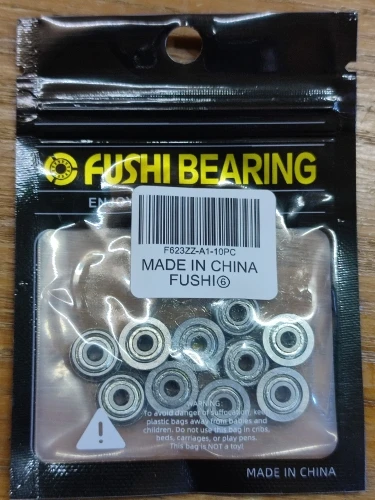 FUSHI BEARING
ENJOY
F623ZZ-A1-10PC
MADE IN CHINA
FUSHI⑥
WARNING:
To avoid danger of suffocation, keep
plastic bags away from babies and
children. Do not use this bag in cribs,
beds, carriages, or play pens.
This bag is NOT a toy!
MADE IN CHINA